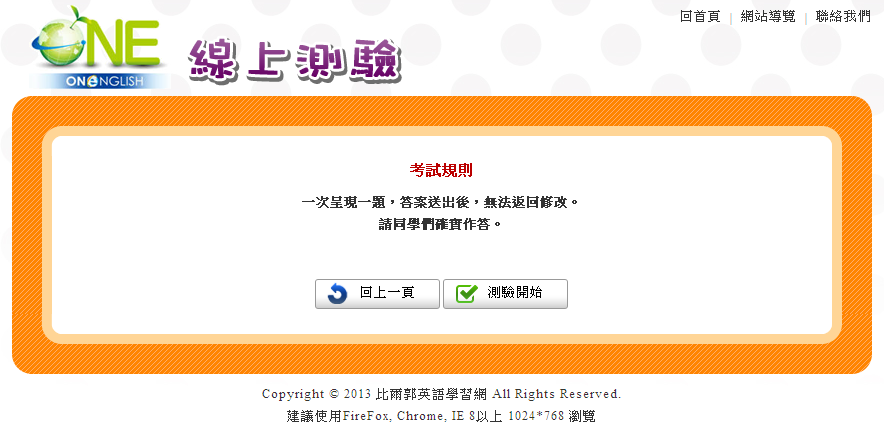 回首頁 | 網站導覽 | 聯絡我們
ONE
ONENGLISH
線上測驗
考試規則
一次呈現一題，答案送出後，無法返回修改。
請同學們確實作答。
回上一頁 測驗開始
Copyright © 2013 比爾郭英語學習網 All Rights Reserved.
建議使用FireFox, Chrome, IE 8以上 1024*768 瀏覽